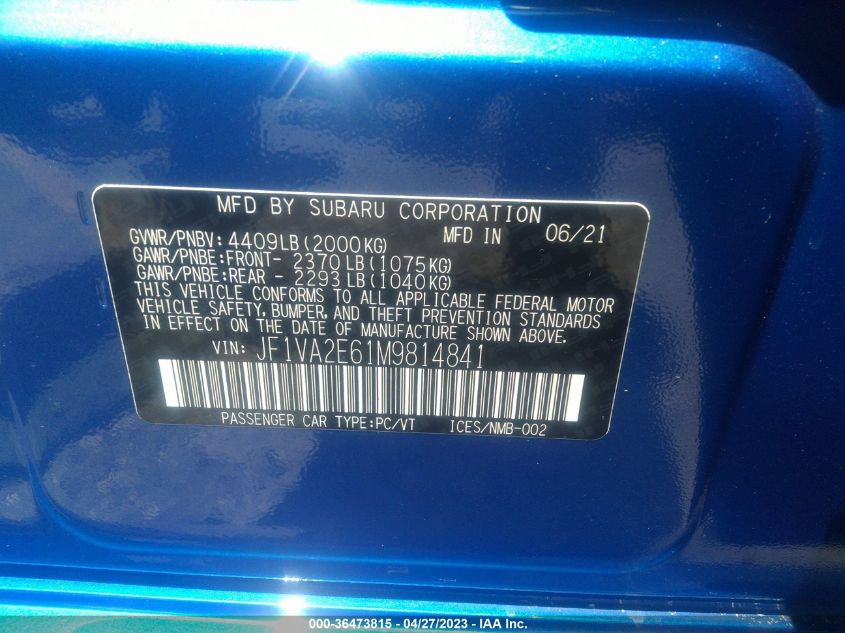 MFD BY SUBARU CORPORATION
GVWR/PNBV: 4409LB(2000KG) MFD IN 06/21
GAWR/PNBE:FRONT- 2370LB(1075KG)
GAWR/PNBE:REAR - 2293LB(1040KG)
THIS VEHICLE CONFORMS TO ALL APPLICABLE FEDERAL MOTOR
VEHICLE SAFETY, BUMPER, AND THEFT PREVENTION STANDARDS
IN EFFECT ON THE DATE OF MANUFACTURE SHOWN ABOVE.
VIN: JF1VA2E61M9814841
PASSENGER CAR TYPE:PC/VT ICES/NMB-002
000-36473815 - 04/27/2023 - IAA Inc.